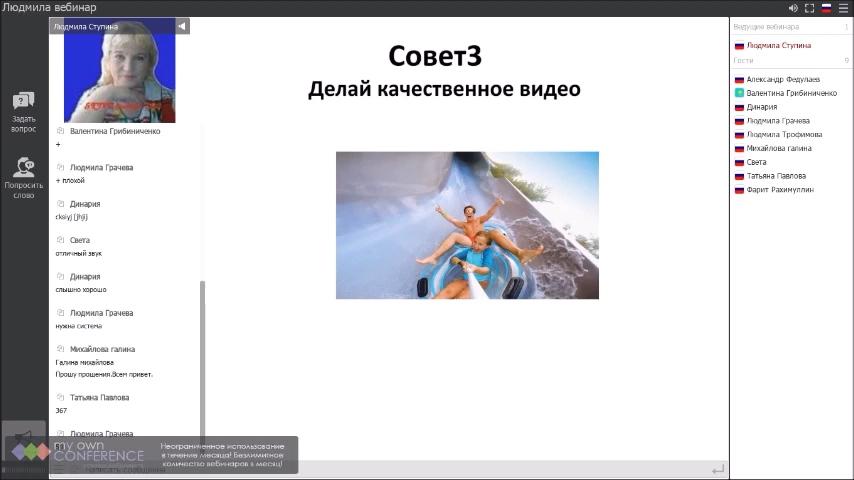 Людмила вебинар
Людмила Ступина
Задать
вопрос
Попросить
слово
Валентина Грибиниченко
+
Людмила Грачева
+ плохой
Динария
Света
отличный звук
Динария
слышно хорошо
Людмила Грачева
нужна система
Михайлова галина
Галина михайлова
Прошу прошения.Всем привет.
Татьяна Павлова
367
Людмила Грачева
my own
CONFERENCE
Неограниченное использование
в течение месяца! Безлимитное
количество вебинаров в месяц!
Написать сообщение
Совет3
Делай качественное видео
Ведущие вебинара 1
Людмила Ступина
Гости 9
Александр Федулаев
Валентина Грибиниченко
Динария
Людмила Грачева
Людмила Трофимова
Михайлова галина
Света
Татьяна Павлова
Фарит Рахимуллин